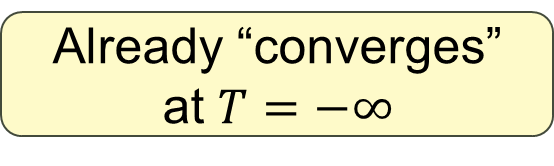 Already “converges”
at 𝑇 = −∞